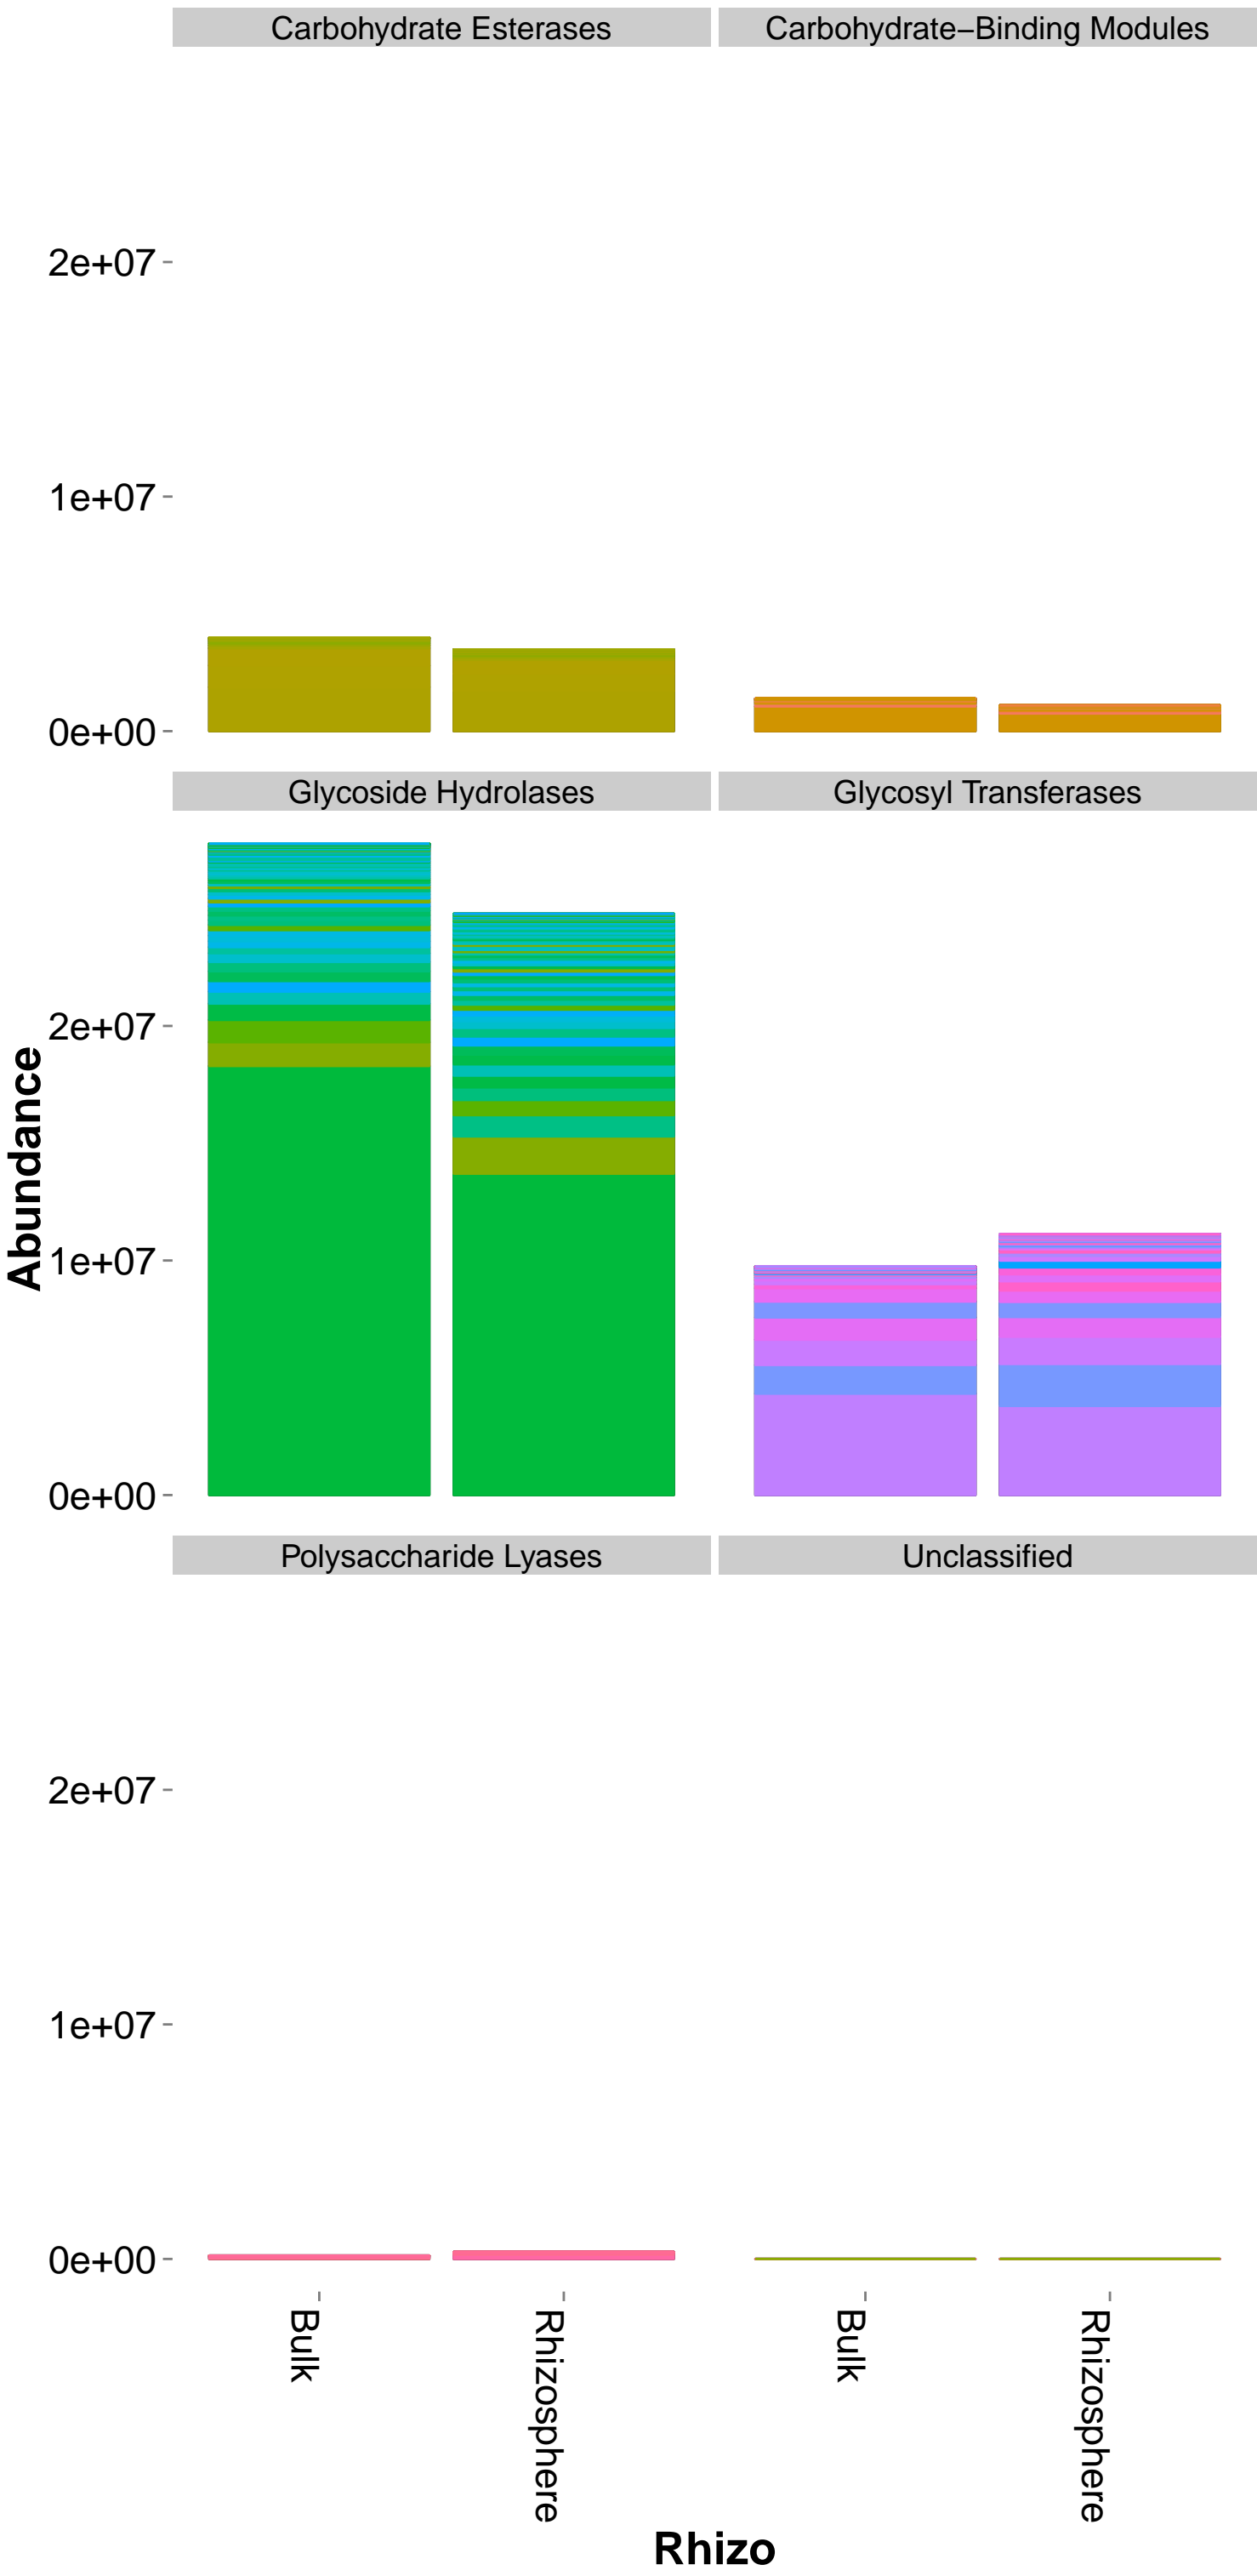 Carbohydrate Esterases
Carbohydrate−Binding Modules
2e+07
1e+07
0e+00
Glycoside Hydrolases
Glycosyl Transferases
2e+07
1e+07
0e+00
Abundance
Polysaccharide Lyases
Unclassified
2e+07
1e+07
0e+00
Bulk
Rhizosphere
Bulk
Rhizosphere
Rhizo